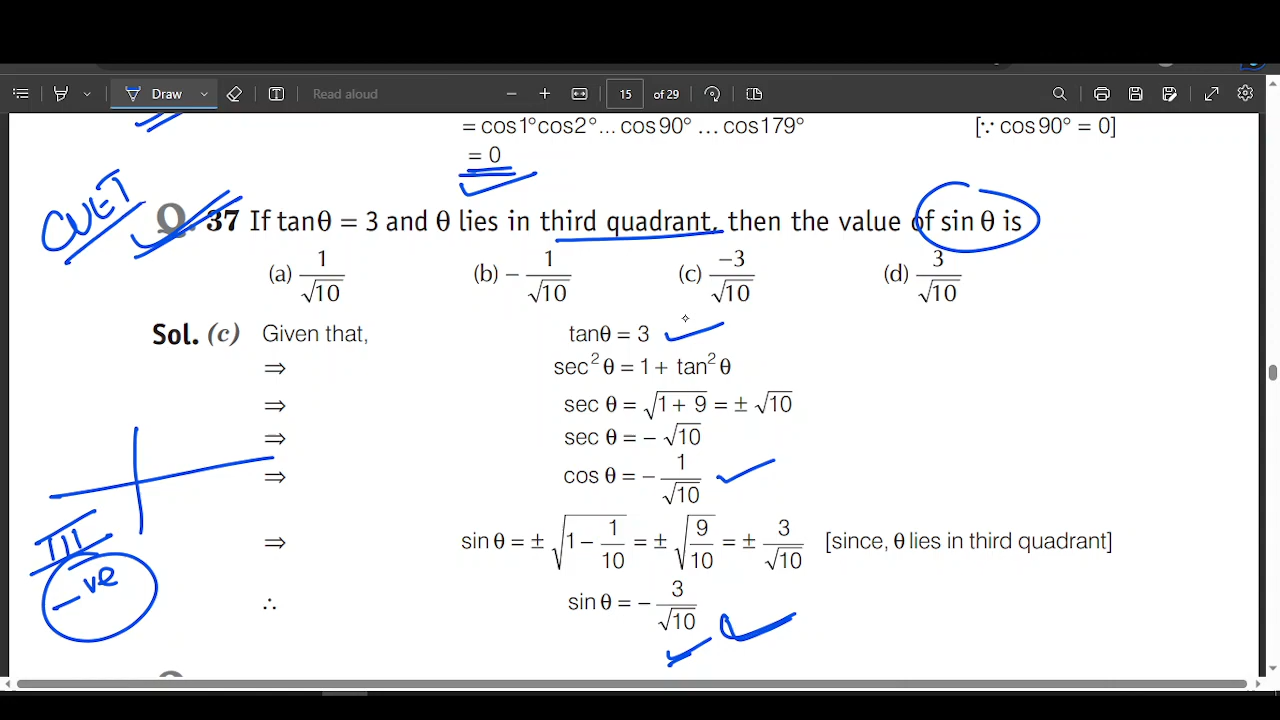 Draw Read aloud 15 of 29
= cos1°cos2°... cos90° ... cos179° [∵ cos90° = 0]
= 0
CUET
Q. 37 If tanθ = 3 and θ lies in third quadrant, then the value of sin θ is
(a) 1/√10 (b) − 1/√10 (c) −3/√10 (d) 3/√10
Sol. (c) Given that, tanθ = 3
⇒ sec²θ = 1 + tan²θ
⇒ sec θ = √1 + 9 = ± √10
⇒ sec θ = − √10
⇒ cos θ = − 1/√10
III
⇒ sin θ = ± √1 − 1/10 = ± √9/10 = ± 3/√10 [since, θ lies in third quadrant]
−ve
∴ sin θ = − 3/√10